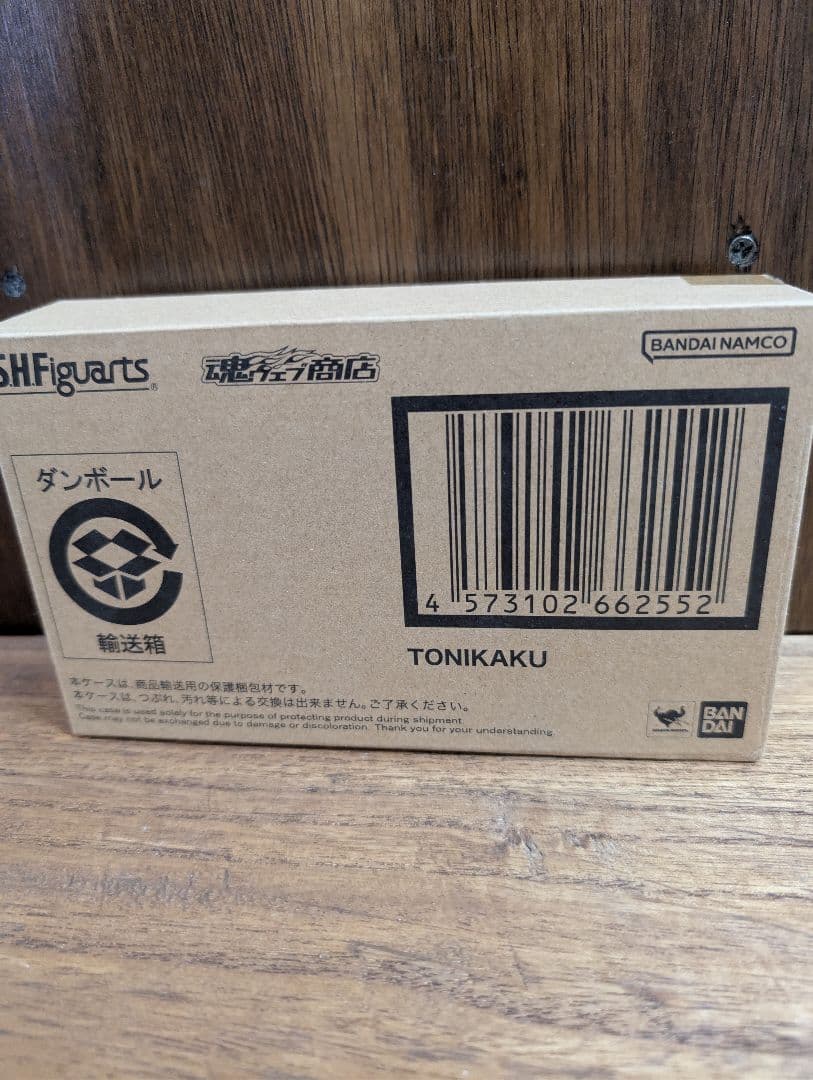 S.H.Figuarts®
魂ウェブ商店
BANDAI NAMCO
ダンボール
輸送箱
4 573102 662552
TONIKAKU
本ケースは、商品輸送用の保護梱包材です。
本ケースは、つぶれ、汚れ等による交換は出来ません。ご了承ください。
This case is used solely for the purpose of protecting product during shipment.
Case may not be exchanged due to damage or discoloration. Thank you for your understanding.
BAN
DAI